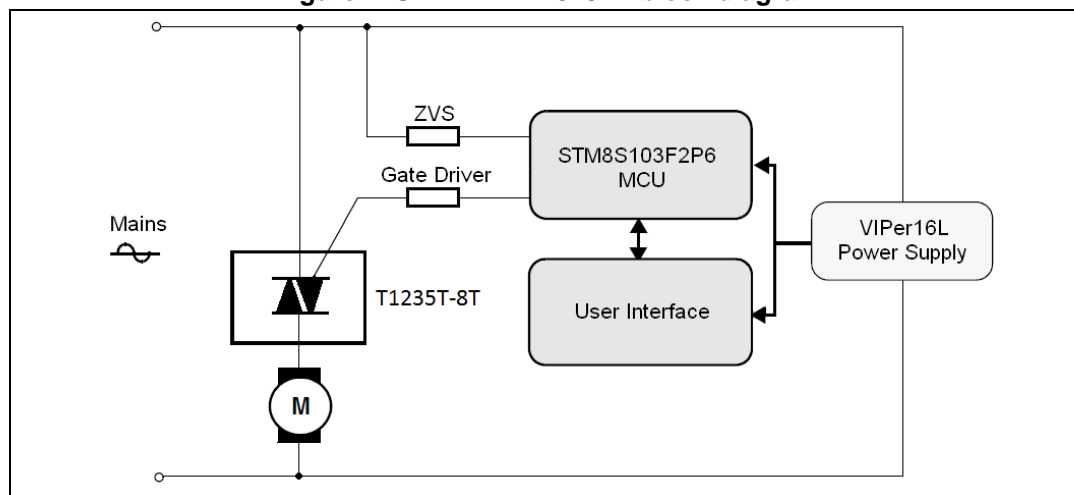 ZVS
STM8S103F2P6
MCU
Gate Driver
Mains
VIPer16L
Power Supply
T1235T-8T
User Interface
M